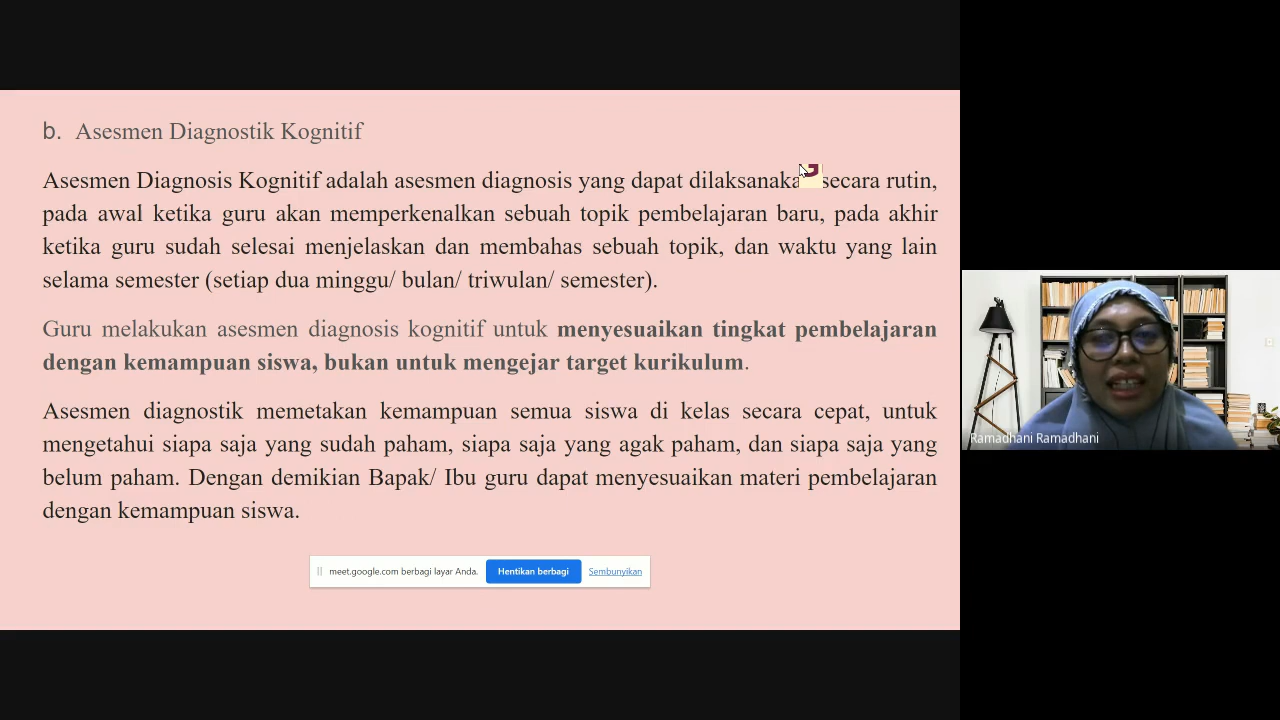 b. Asesmen Diagnostik Kognitif
Asesmen Diagnosis Kognitif adalah asesmen diagnosis yang dapat dilaksanaka secara rutin,
pada awal ketika guru akan memperkenalkan sebuah topik pembelajaran baru, pada akhir
ketika guru sudah selesai menjelaskan dan membahas sebuah topik, dan waktu yang lain
selama semester (setiap dua minggu/ bulan/ triwulan/ semester).
Guru melakukan asesmen diagnosis kognitif untuk menyesuaikan tingkat pembelajaran
dengan kemampuan siswa, bukan untuk mengejar target kurikulum.
Asesmen diagnostik memetakan kemampuan semua siswa di kelas secara cepat, untuk
mengetahui siapa saja yang sudah paham, siapa saja yang agak paham, dan siapa saja yang
belum paham. Dengan demikian Bapak/ Ibu guru dapat menyesuaikan materi pembelajaran
dengan kemampuan siswa.
meet.google.com berbagi layar Anda. Hentikan berbagi Sembunyikan
Ramadhani Ramadhani